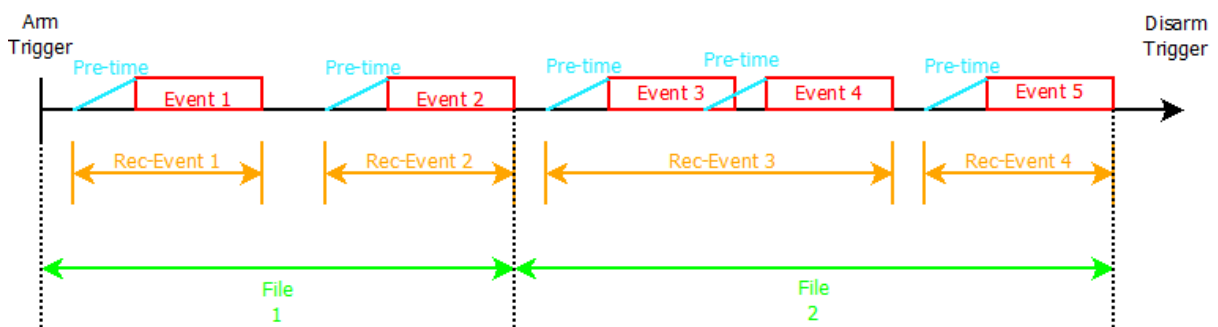 Arm
Trigger
Disarm
Trigger
Pre-time
Pre-time
Pre-time
Pre-time
Pre-time
Event 1
Event 2
Event 3
Event 4
Event 5
Rec-Event 1
Rec-Event 2
Rec-Event 3
Rec-Event 4
File
1
File
2